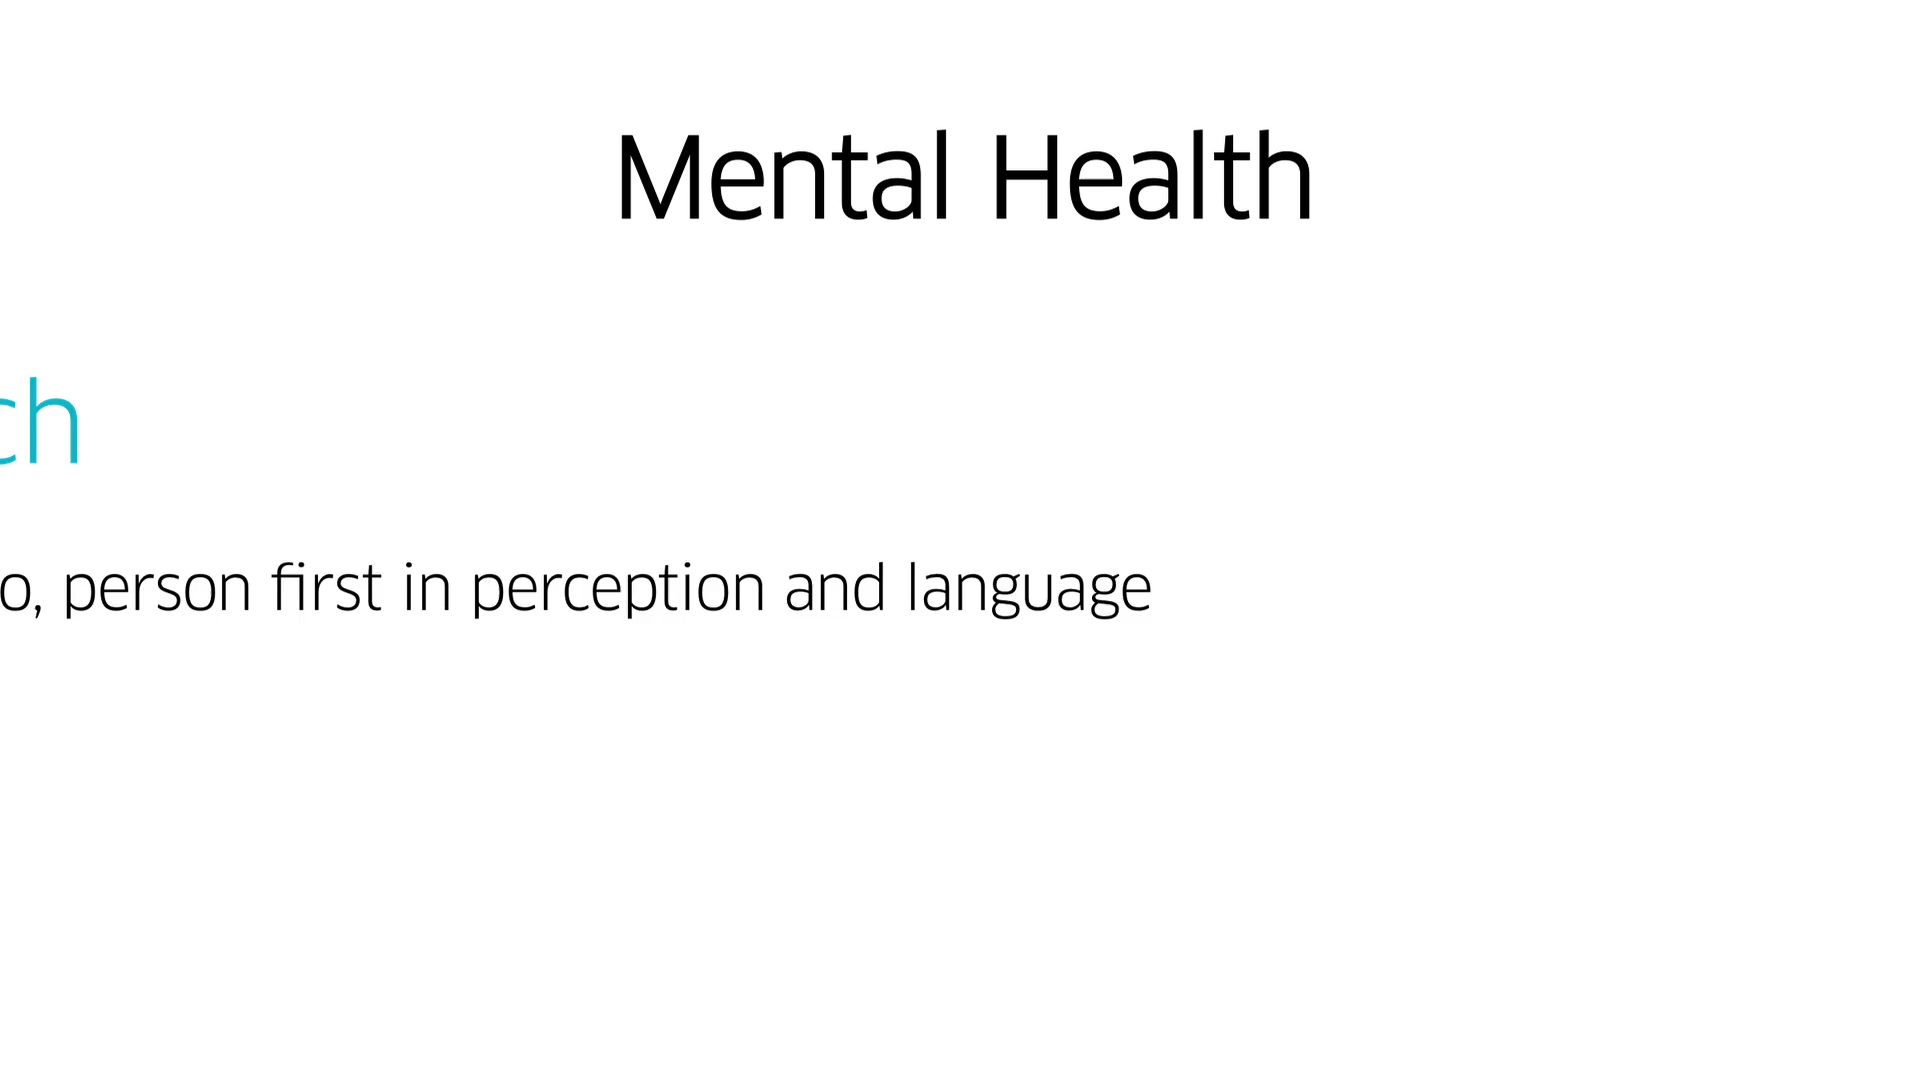 Mental Health
ch
o, person first in perception and language